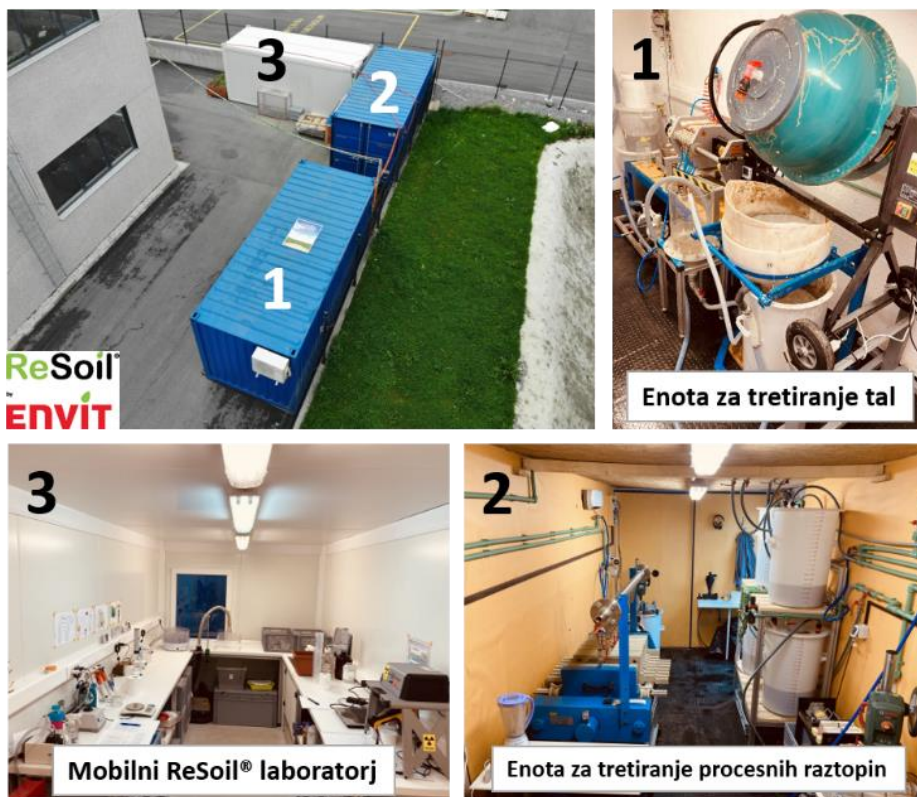 3
2
1
ReSoil®
by
ENVIT
1
Enota za tretiranje tal
3
Mobilni ReSoil® laboratorj
2
Enota za tretiranje procesnih raztopin